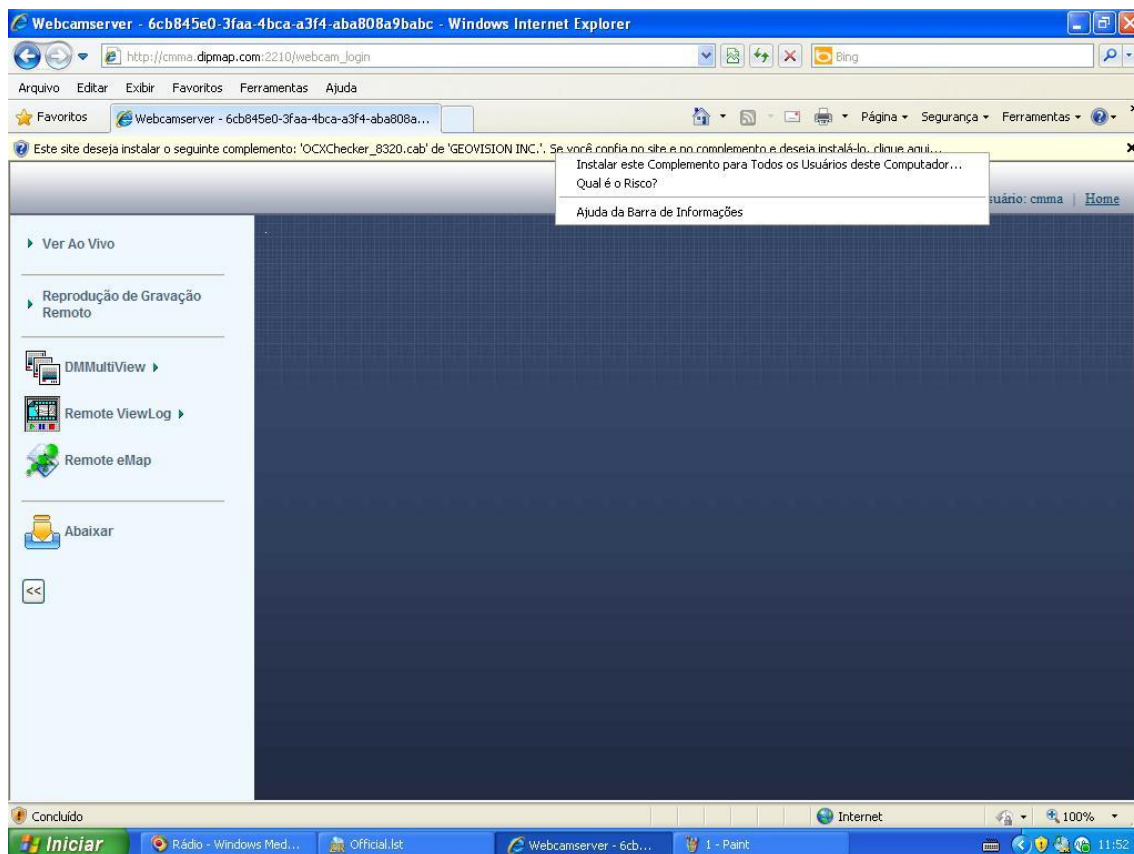 Webcamserver - 6cb845e0-3faa-4bca-a3f4-aba808a9babc - Windows Internet Explorer
http://cmma.dipmap.com:2210/webcam_login
Bing
Arquivo Editar Exibir Favoritos Ferramentas Ajuda
Favoritos Webcamserver - 6cb845e0-3faa-4bca-a3f4-aba808a... Página Segurança Ferramentas
Este site deseja instalar o seguinte complemento: 'OCXChecker_8320.cab' de 'GEOVISION INC.'. Se você confia no site e no complemento e deseja instalá-lo, clique aqui...
Instalar este Complemento para Todos os Usuários deste Computador...
Qual é o Risco?
Ajuda da Barra de Informações
suário: cmma | Home
Ver Ao Vivo
Reprodução de Gravação
Remoto
DMMultiView
Remote ViewLog
Remote eMap
Abaixar
<<
Concluído Internet 100%
Iniciar Rádio - Windows Med... Official.lst Webcamserver - 6cb... 1 - Paint 11:52